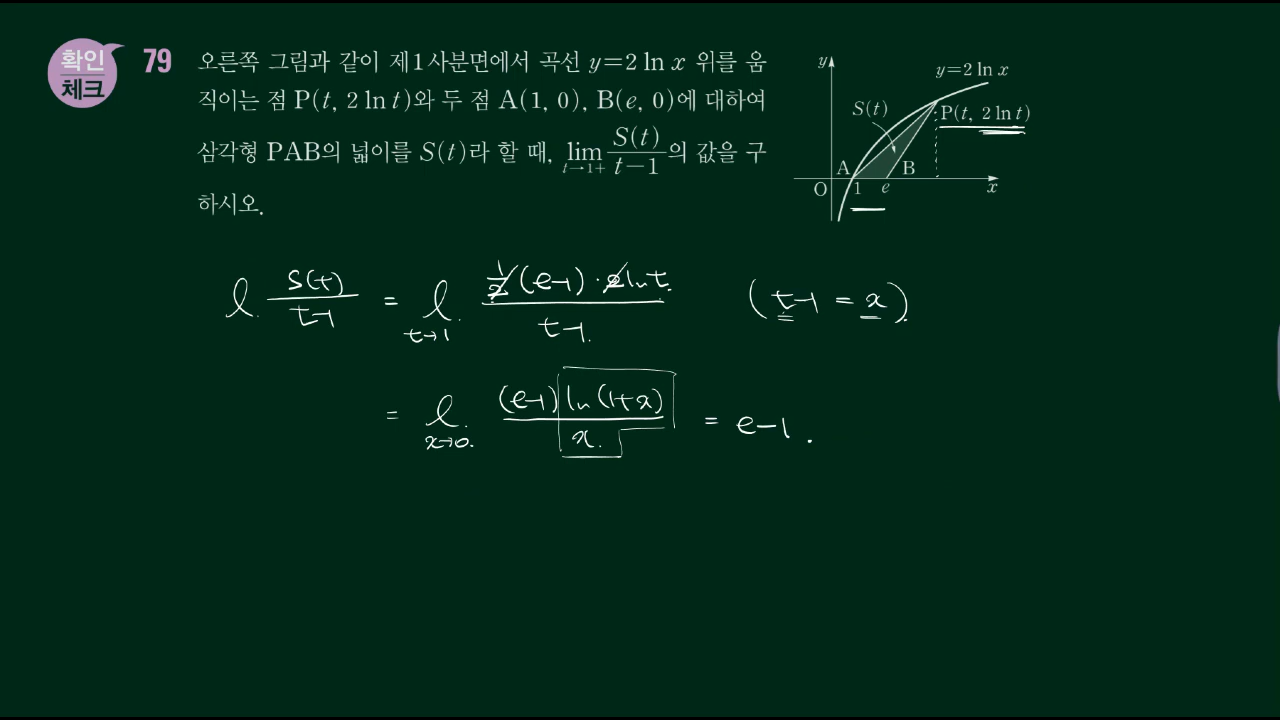 확인
체크
79 오른쪽 그림과 같이 제1사분면에서 곡선 y=2 ln x 위를 움
직이는 점 P(t, 2 ln t)와 두 점 A(1, 0), B(e, 0)에 대하여
삼각형 PAB의 넓이를 S(t)라 할 때, lim_{t→1+} S(t)/(t-1)의 값을 구
하시오.
y
y=2 ln x
S(t)
P(t, 2 ln t)
A B
O 1 e x
l. S(t)/(t-1) = l._{t→1} (1/2 (e-1)·2 ln t.)/(t-1.) (t-1 = x).
= l._{x→0.} ((e-1) ln(1+x))/(x.) = e-1.